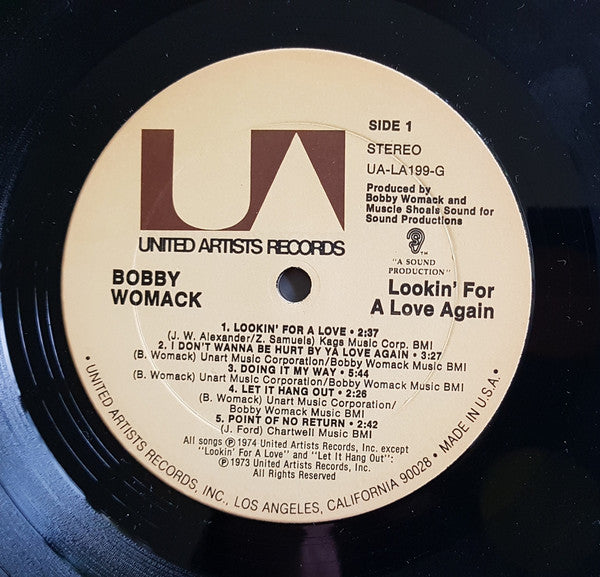 UA
UNITED ARTISTS RECORDS
SIDE 1
STEREO
UA-LA199-G
Produced by
Bobby Womack and
Muscle Shoals Sound for
Sound Productions
TM
"A SOUND
PRODUCTION"
BOBBY
WOMACK
Lookin' For
A Love Again
1. LOOKIN' FOR A LOVE • 2:37
(J. W. Alexander/Z. Samuels) Kags Music Corp. BMI
2. I DON'T WANNA BE HURT BY YA LOVE AGAIN • 3:27
(B. Womack) Unart Music Corporation/Bobby Womack Music BMI
3. DOING IT MY WAY • 5:44
(B. Womack) Unart Music Corporation/Bobby Womack Music BMI
4. LET IT HANG OUT • 2:26
(B. Womack) Unart Music Corporation/
Bobby Womack Music BMI
5. POINT OF NO RETURN • 2:42
(J. Ford) Chartwell Music BMI
All songs ℗ 1974 United Artists Records, Inc. except
"Lookin' For A Love" and "Let It Hang Out":
℗ 1973 United Artists Records, Inc.
All Rights Reserved
• UNITED ARTISTS RECORDS, INC., LOS ANGELES, CALIFORNIA 90028 • MADE IN U.S.A. •